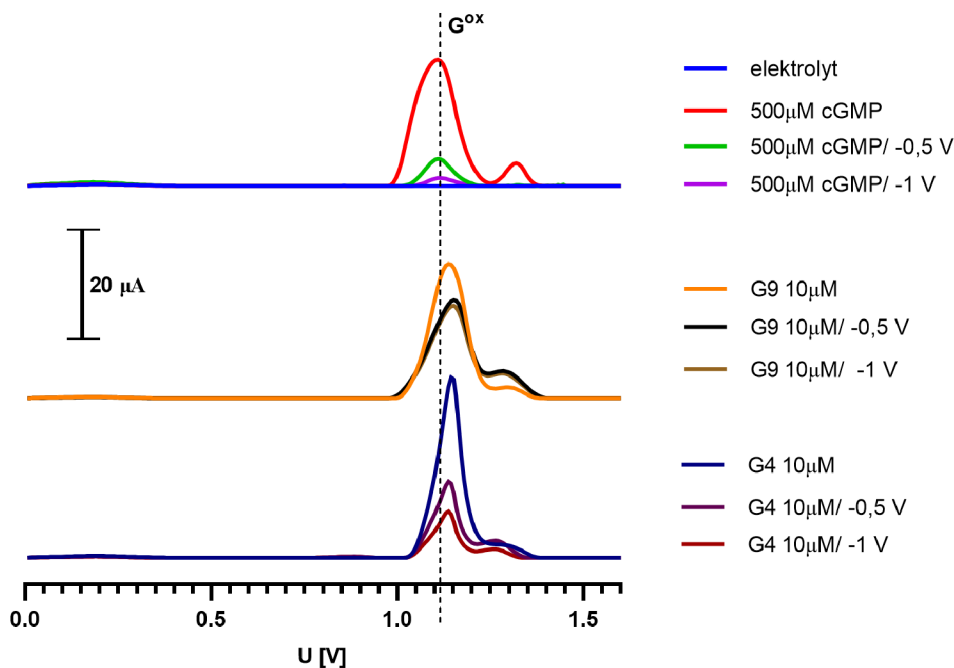 G^ox
elektrolyt
500μM cGMP
500μM cGMP/ -0,5 V
500μM cGMP/ -1 V
20 μA
G9 10μM
G9 10μM/ -0,5 V
G9 10μM/  -1 V
G4 10μM
G4 10μM/ -0,5 V
G4 10μM/ -1 V
0.0 0.5 1.0 1.5
U [V]